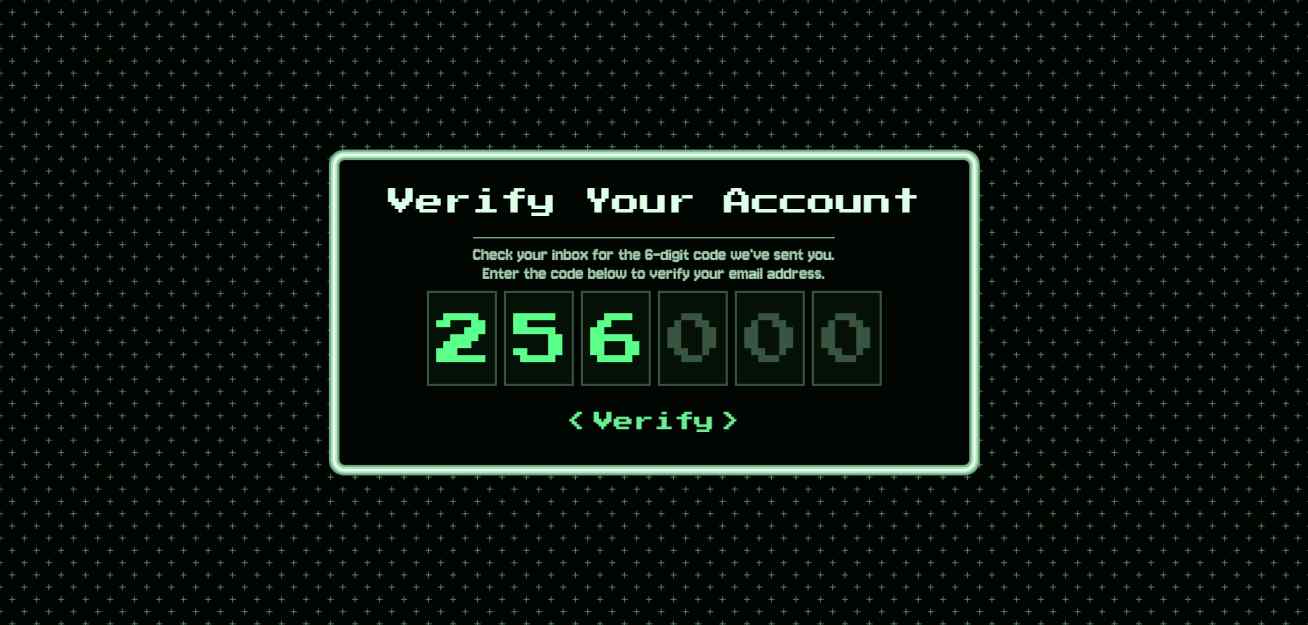 Verify Your Account
Check your inbox for the 6-digit code we've sent you.
Enter the code below to verify your email address.
2 5 6 0 0 0
< Verify >